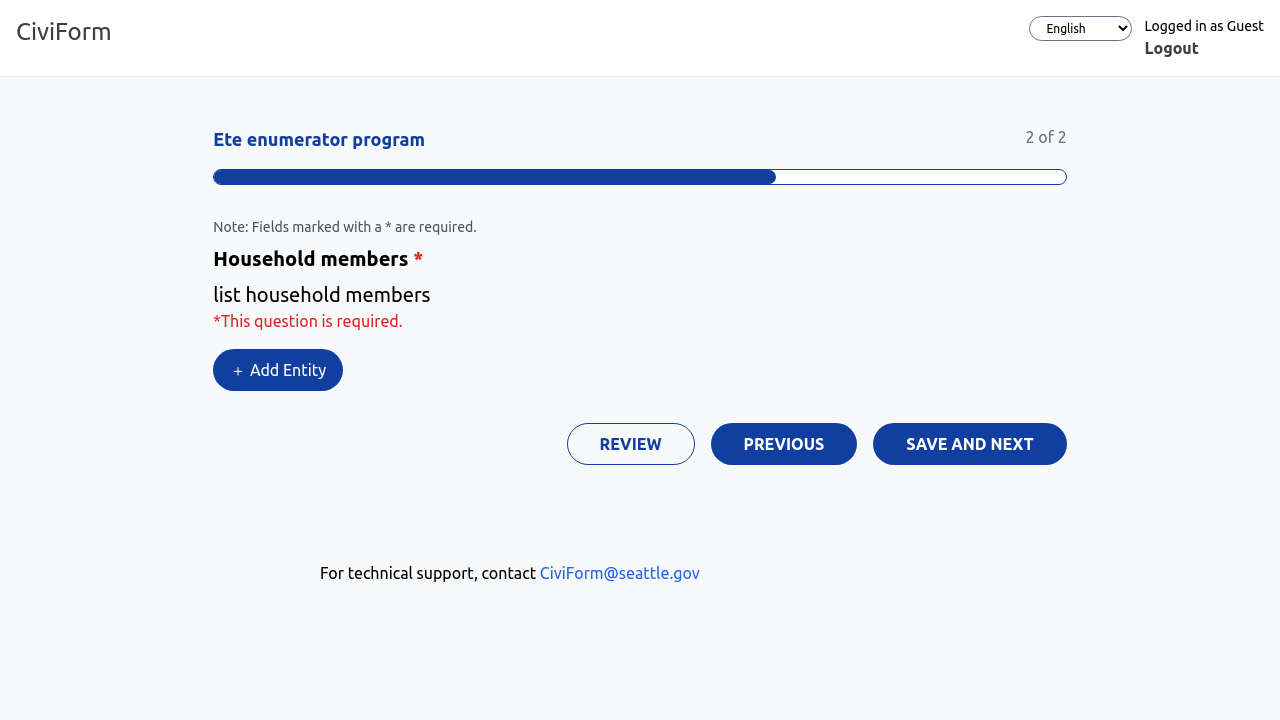 CiviForm
English
Logged in as Guest
Logout
Ete enumerator program
2 of 2
Note: Fields marked with a * are required.
Household members *
list household members
*This question is required.
+ Add Entity
REVIEW
PREVIOUS
SAVE AND NEXT
For technical support, contact CiviForm@seattle.gov